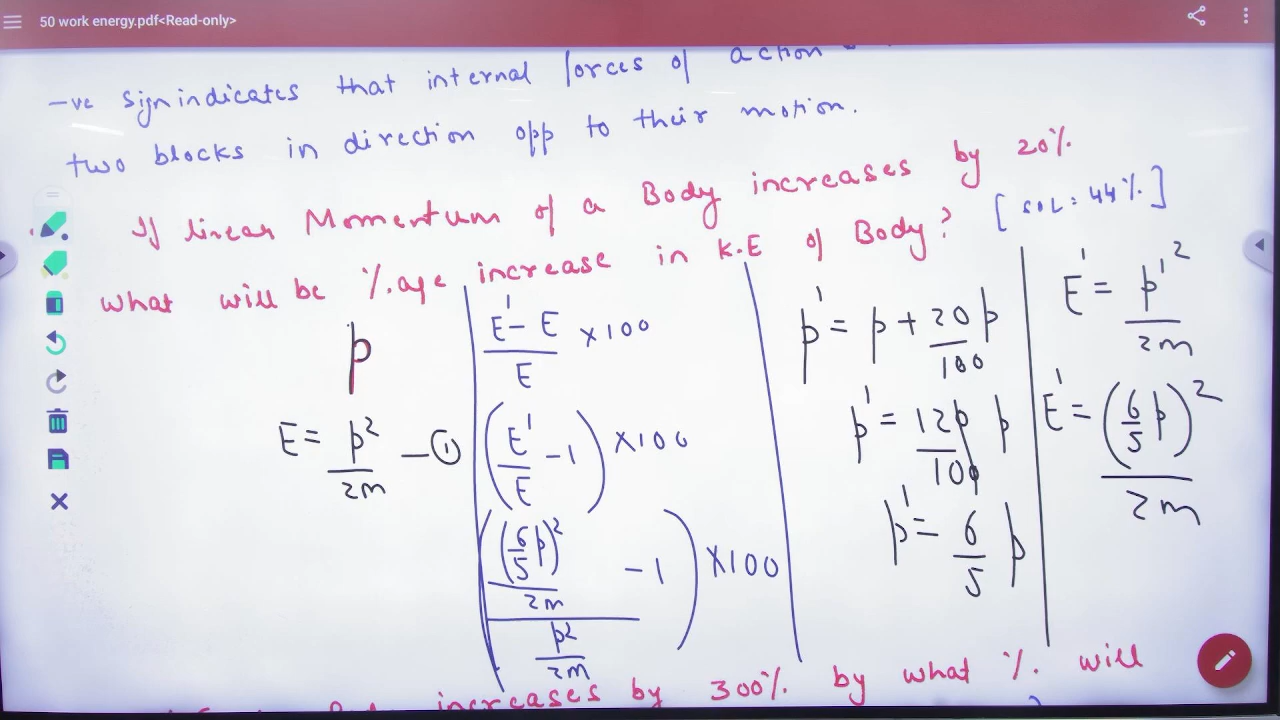 50 work energy.pdf<Read-only>
-ve sign indicates that internal forces of action
two blocks in direction opp to their motion.
If linear Momentum of a Body increases by 20%.
what will be %.age increase in K.E of Body? [SOL: 44%.]
p
E = p²/2m —①
(E' - E)/E × 100
(E'/E - 1) × 100
(((6/5 p)²/2m)/(p²/2m) - 1) × 100
p' = p + 20/100 p
p' = 120/100 p
p' = 6/5 p
E' = p'²/2m
E' = (6/5 p)²/2m
increases by 300%. by what %. will